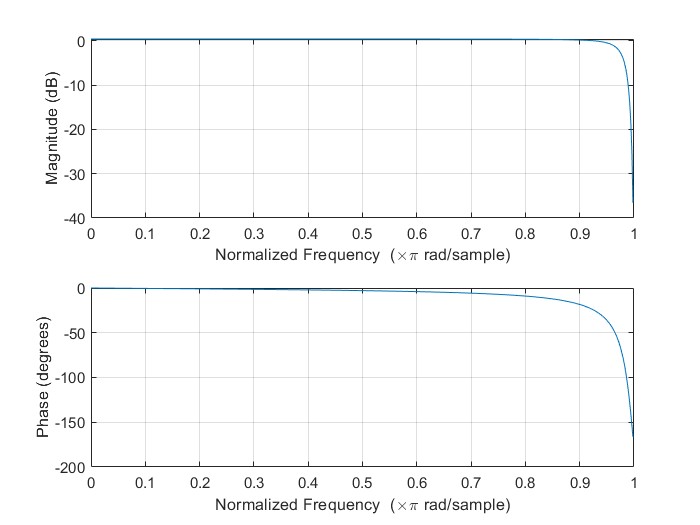 0
-10
-20
-30
-40
Magnitude (dB)
0 0.1 0.2 0.3 0.4 0.5 0.6 0.7 0.8 0.9 1
Normalized Frequency (×π rad/sample)
0
-50
-100
-150
-200
Phase (degrees)
0 0.1 0.2 0.3 0.4 0.5 0.6 0.7 0.8 0.9 1
Normalized Frequency (×π rad/sample)